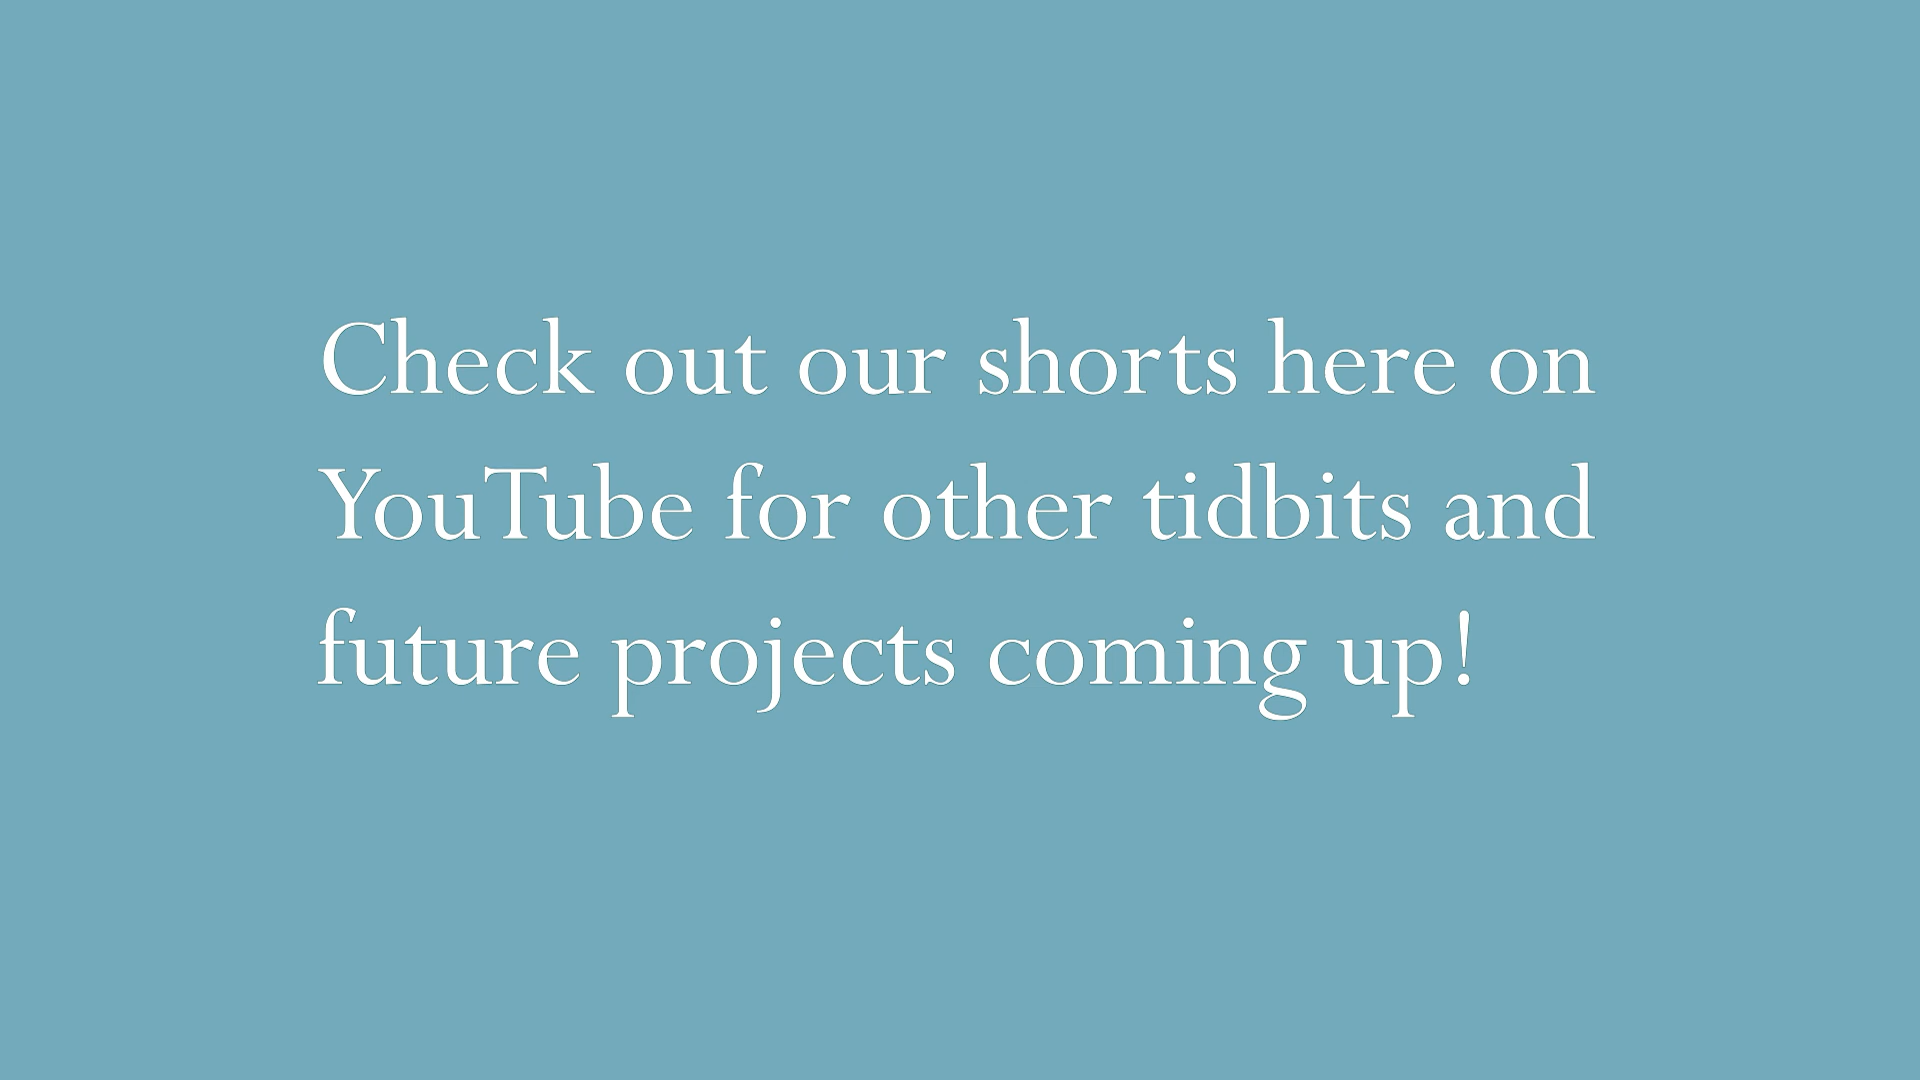 Check out our shorts here on
YouTube for other tidbits and
future projects coming up!